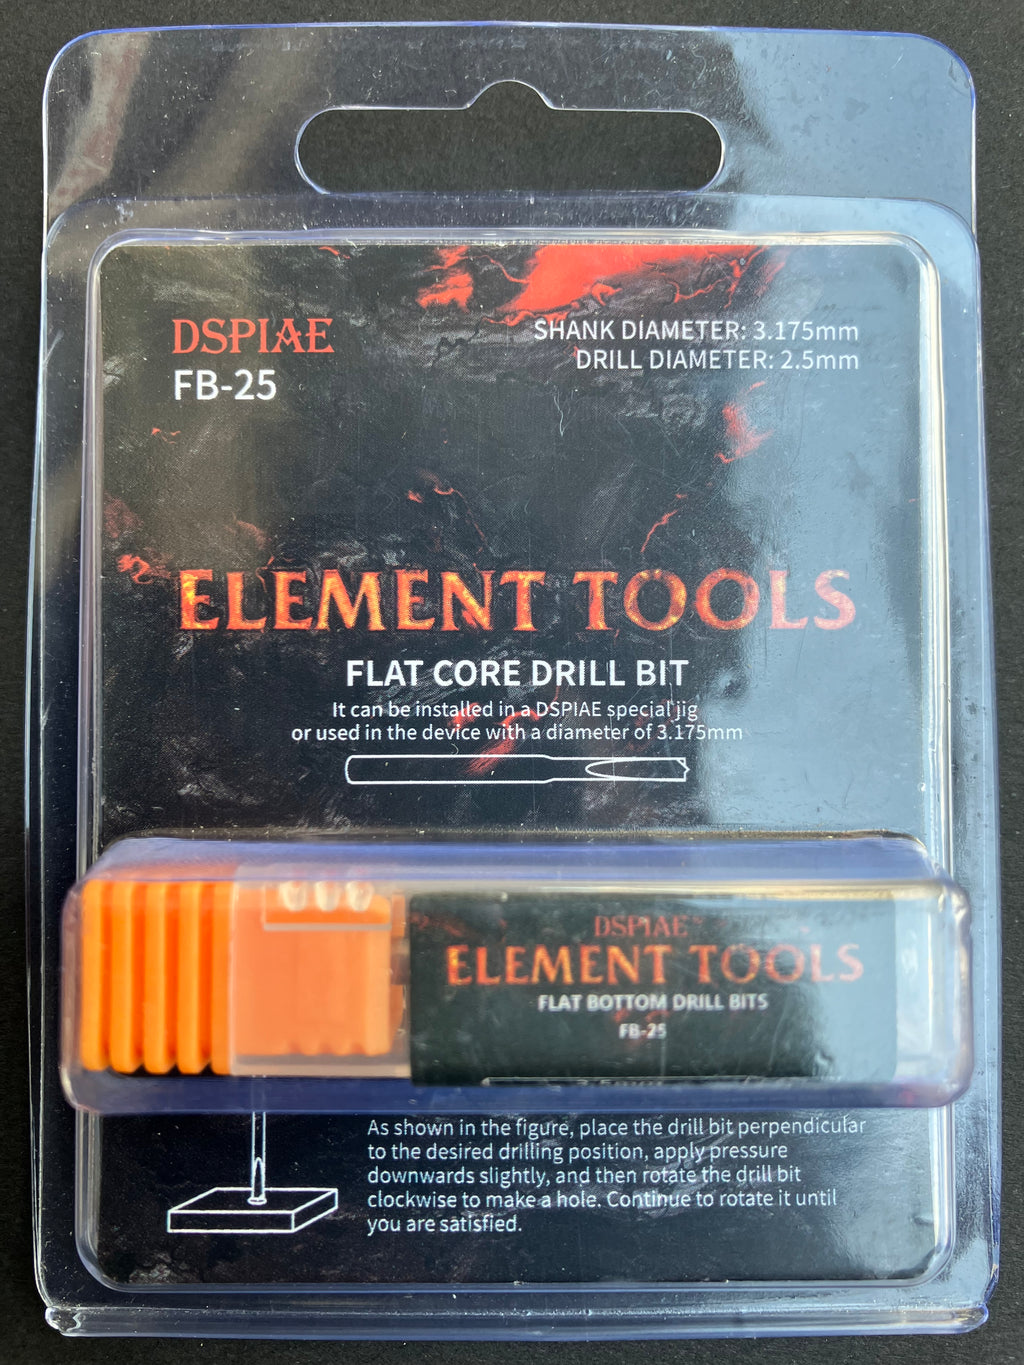 DSPIAE
FB-25
SHANK DIAMETER: 3.175mm
DRILL DIAMETER: 2.5mm
ELEMENT TOOLS
FLAT CORE DRILL BIT
It can be installed in a DSPIAE special jig
or used in the device with a diameter of 3.175mm
DSPIAE
ELEMENT TOOLS
FLAT BOTTOM DRILL BITS
FB-25
2.5mm
As shown in the figure, place the drill bit perpendicular
to the desired drilling position, apply pressure
downwards slightly, and then rotate the drill bit
clockwise to make a hole. Continue to rotate it until
you are satisfied.